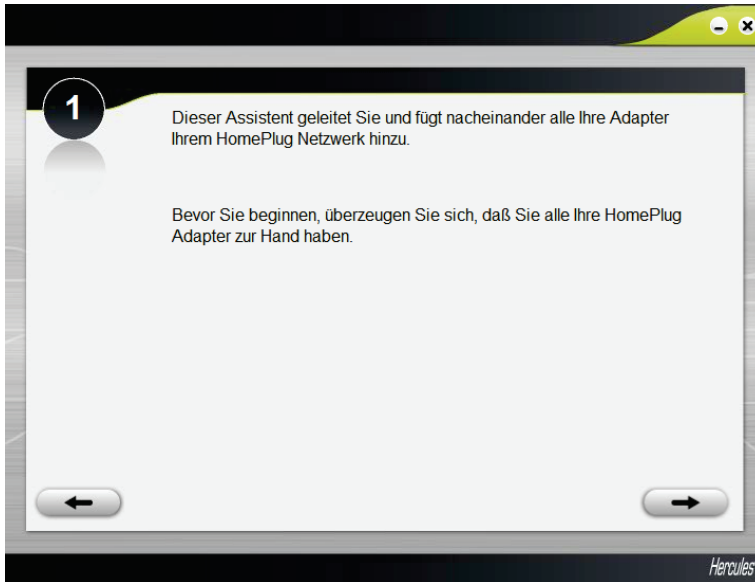 1
Dieser Assistent geleitet Sie und fügt nacheinander alle Ihre Adapter
Ihrem HomePlug Netzwerk hinzu.
Bevor Sie beginnen, überzeugen Sie sich, daß Sie alle Ihre HomePlug
Adapter zur Hand haben.
Hercules